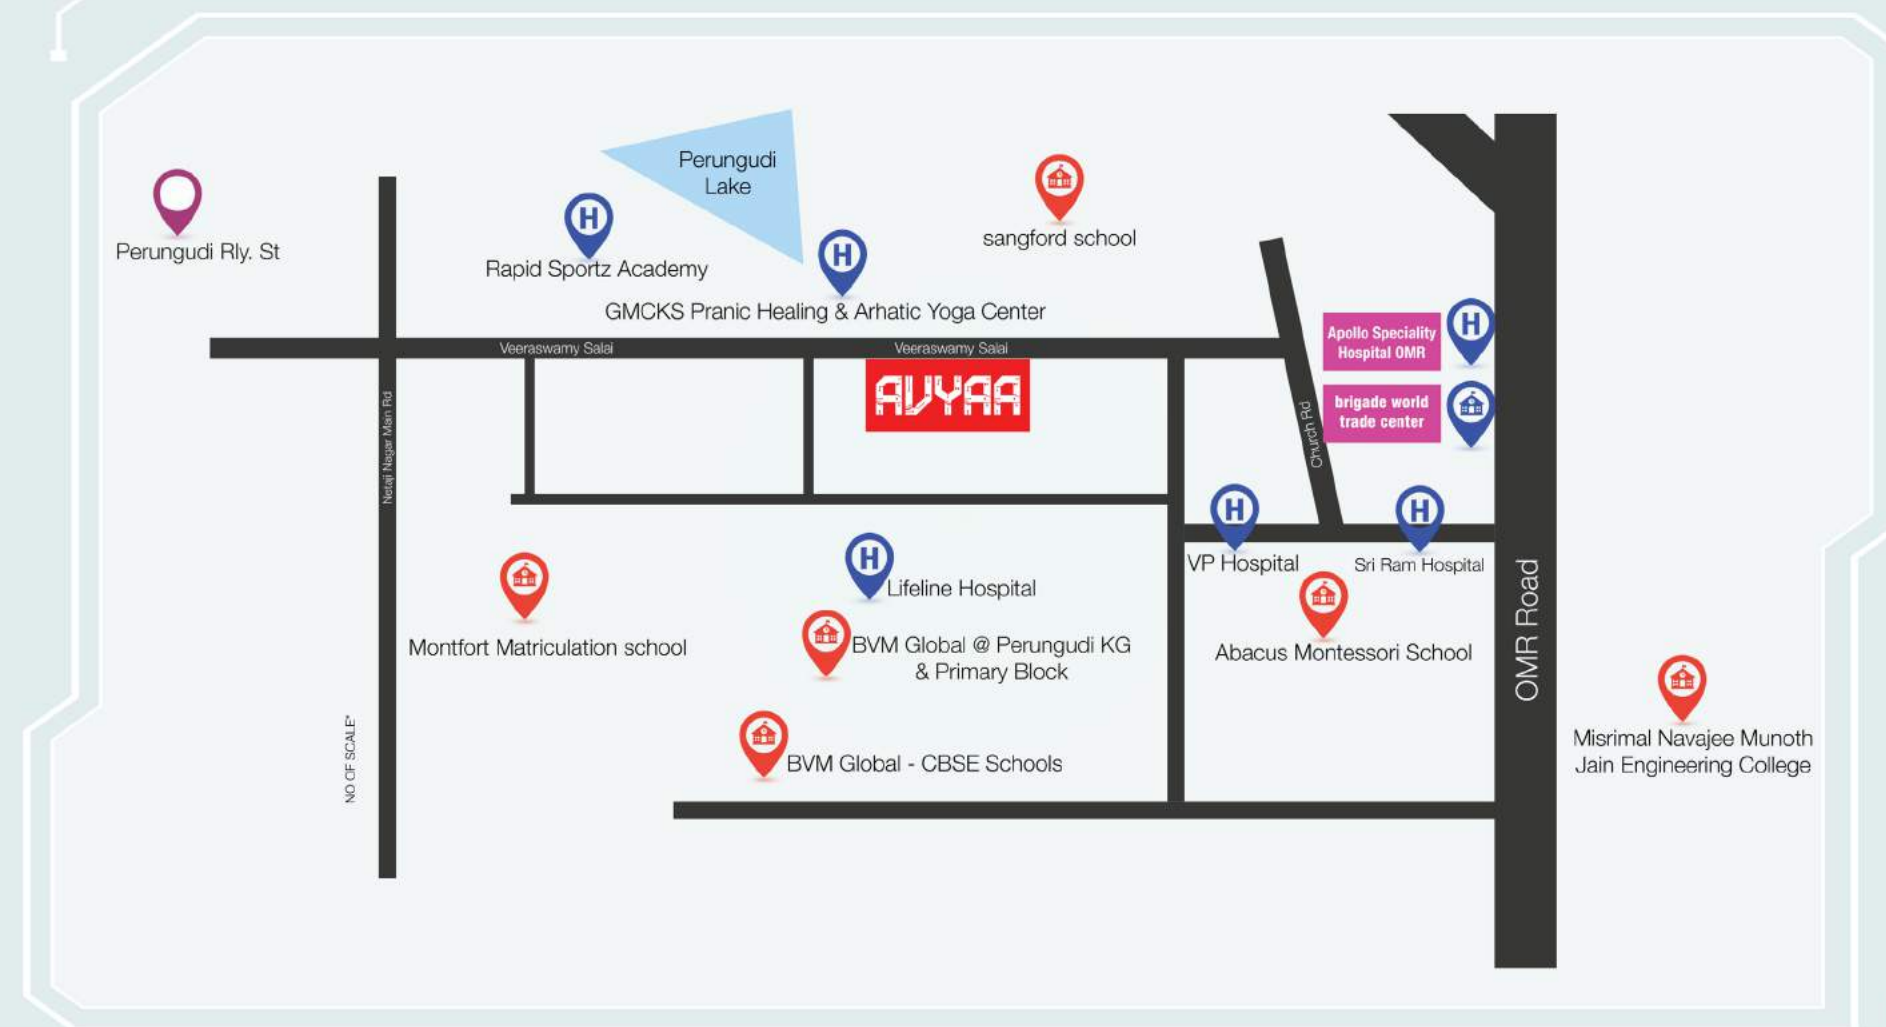 Perungudi
Lake
Perungudi Rly. St
H
Rapid Sportz Academy
sangford school
H
GMCKS Pranic Healing & Arhatic Yoga Center
Veeraswamy Salai
Veeraswamy Salai
AVYAA
Apollo Speciality
Hospital OMR
H
brigade world
trade center
Netaji Nagar Main Rd
Church Rd
H
VP Hospital
H
Sri Ram Hospital
H
Lifeline Hospital
Montfort Matriculation school
BVM Global @ Perungudi KG
& Primary Block
Abacus Montessori School
OMR Road
NO OF SCALE*
BVM Global - CBSE Schools
Misrimal Navajee Munoth
Jain Engineering College